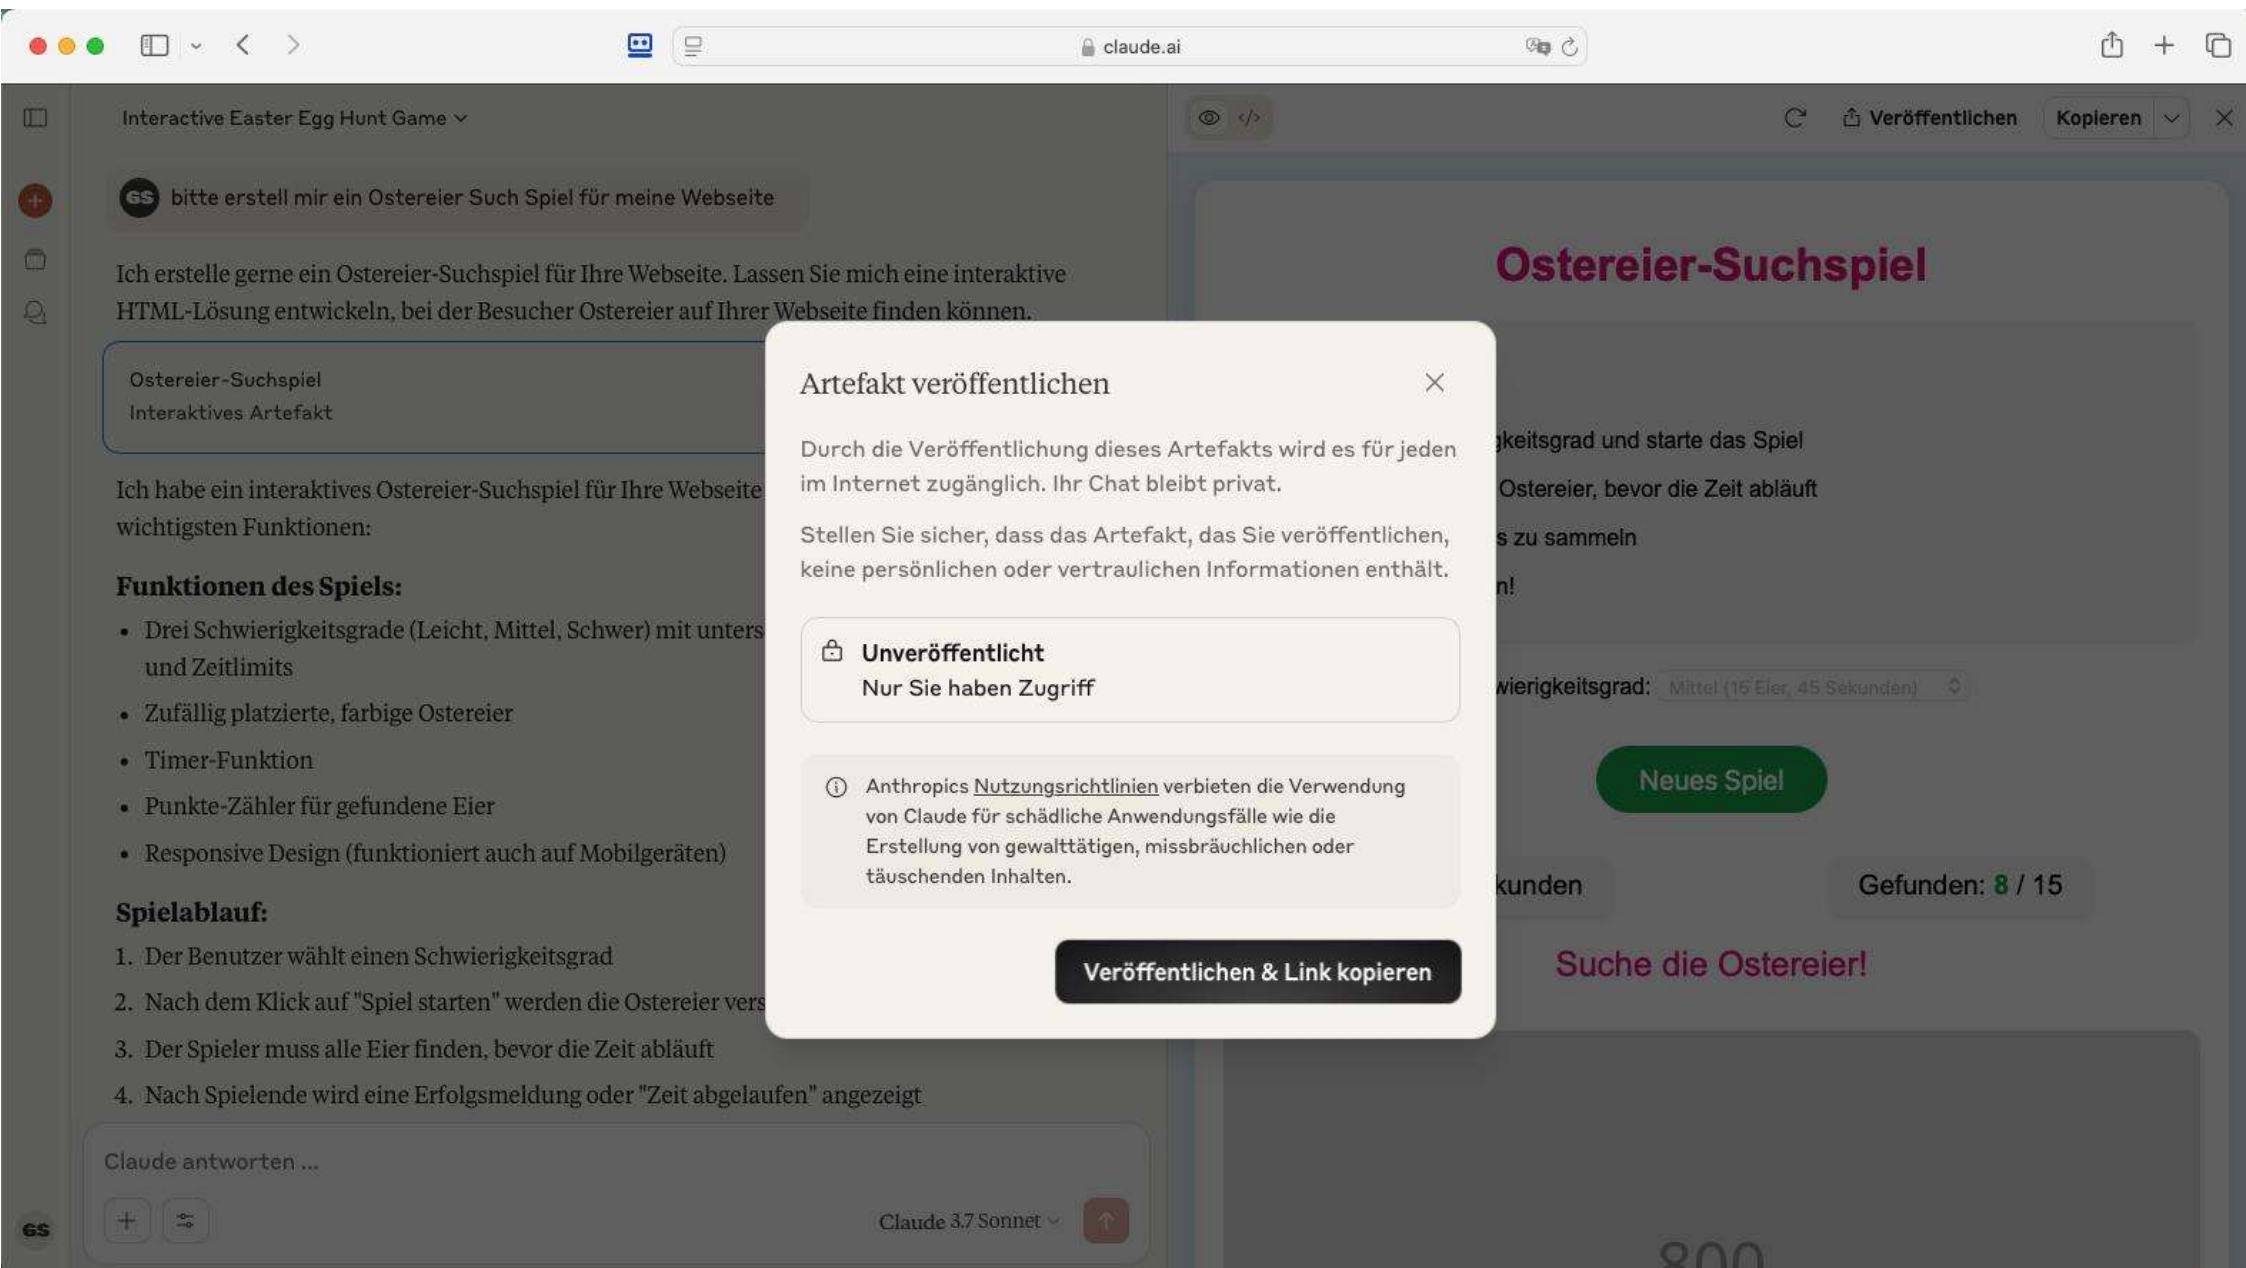 claude.ai
Interactive Easter Egg Hunt Game
GS bitte erstell mir ein Ostereier Such Spiel für meine Webseite
Ich erstelle gerne ein Ostereier-Suchspiel für Ihre Webseite. Lassen Sie mich eine interaktive
HTML-Lösung entwickeln, bei der Besucher Ostereier auf Ihrer Webseite finden können.
Ostereier-Suchspiel
Interaktives Artefakt
Ich habe ein interaktives Ostereier-Suchspiel für Ihre Webseite
wichtigsten Funktionen:
Funktionen des Spiels:
• Drei Schwierigkeitsgrade (Leicht, Mittel, Schwer) mit unters
und Zeitlimits
• Zufällig platzierte, farbige Ostereier
• Timer-Funktion
• Punkte-Zähler für gefundene Eier
• Responsive Design (funktioniert auch auf Mobilgeräten)
Spielablauf:
1. Der Benutzer wählt einen Schwierigkeitsgrad
2. Nach dem Klick auf "Spiel starten" werden die Ostereier vers
3. Der Spieler muss alle Eier finden, bevor die Zeit abläuft
4. Nach Spielende wird eine Erfolgsmeldung oder "Zeit abgelaufen" angezeigt
Claude antworten ...
Claude 3.7 Sonnet
GS
Artefakt veröffentlichen
Durch die Veröffentlichung dieses Artefakts wird es für jeden
im Internet zugänglich. Ihr Chat bleibt privat.
Stellen Sie sicher, dass das Artefakt, das Sie veröffentlichen,
keine persönlichen oder vertraulichen Informationen enthält.
Unveröffentlicht
Nur Sie haben Zugriff
Anthropics Nutzungsrichtlinien verbieten die Verwendung
von Claude für schädliche Anwendungsfälle wie die
Erstellung von gewalttätigen, missbräuchlichen oder
täuschenden Inhalten.
Veröffentlichen & Link kopieren
Veröffentlichen
Kopieren
Ostereier-Suchspiel
gkeitsgrad und starte das Spiel
Ostereier, bevor die Zeit abläuft
s zu sammeln
n!
wierigkeitsgrad: Mittel (15 Eier, 45 Sekunden)
Neues Spiel
kunden
Gefunden: 8 / 15
Suche die Ostereier!
800